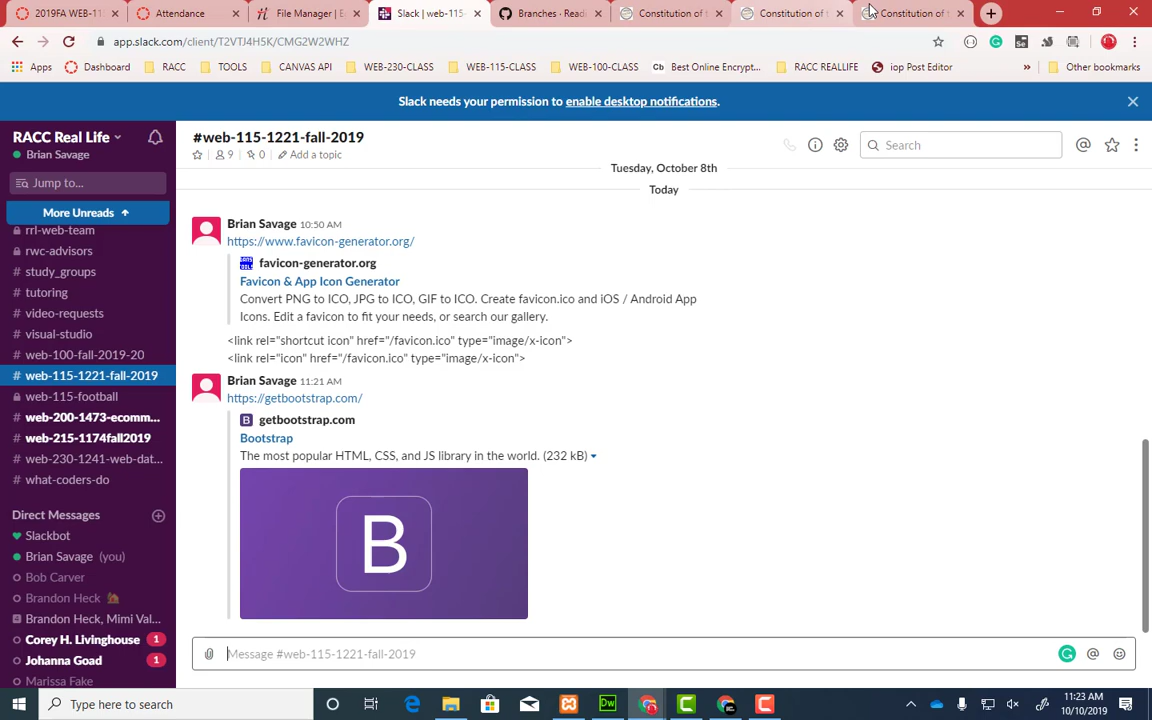 2019FA WEB-11
Attendance
File Manager | Ec
Slack | web-115-
Branches · Readi
Constitution of t
Constitution of t
Constitution of t
app.slack.com/client/T2VTJ4H5K/CMG2W2WHZ
Apps
Dashboard
RACC
TOOLS
CANVAS API
WEB-230-CLASS
WEB-115-CLASS
WEB-100-CLASS
Best Online Encrypt...
RACC REALLIFE
iop Post Editor
»
Other bookmarks
Slack needs your permission to enable desktop notifications.
RACC Real Life
Brian Savage
Jump to...
More Unreads ↑
rrl-web-team
rwc-advisors
# study_groups
# tutoring
# video-requests
# visual-studio
# web-100-fall-2019-20
# web-115-1221-fall-2019
web-115-football
# web-200-1473-ecomm...
# web-215-1174fall2019
# web-230-1241-web-dat...
# what-coders-do
Direct Messages
Slackbot
Brian Savage (you)
Bob Carver
Brandon Heck
4 Brandon Heck, Mimi Val...
Corey H. Livinghouse 1
Johanna Goad 1
Marissa Fake
#web-115-1221-fall-2019
9
0
Add a topic
Search
Tuesday, October 8th
Today
Brian Savage 10:50 AM
https://www.favicon-generator.org/
favicon-generator.org
Favicon & App Icon Generator
Convert PNG to ICO, JPG to ICO, GIF to ICO. Create favicon.ico and iOS / Android App
Icons. Edit a favicon to fit your needs, or search our gallery.
<link rel="shortcut icon" href="/favicon.ico" type="image/x-icon">
<link rel="icon" href="/favicon.ico" type="image/x-icon">
Brian Savage 11:21 AM
https://getbootstrap.com/
B getbootstrap.com
Bootstrap
The most popular HTML, CSS, and JS library in the world. (232 kB)
B
Message #web-115-1221-fall-2019
Type here to search
Dw
11:23 AM
10/10/2019